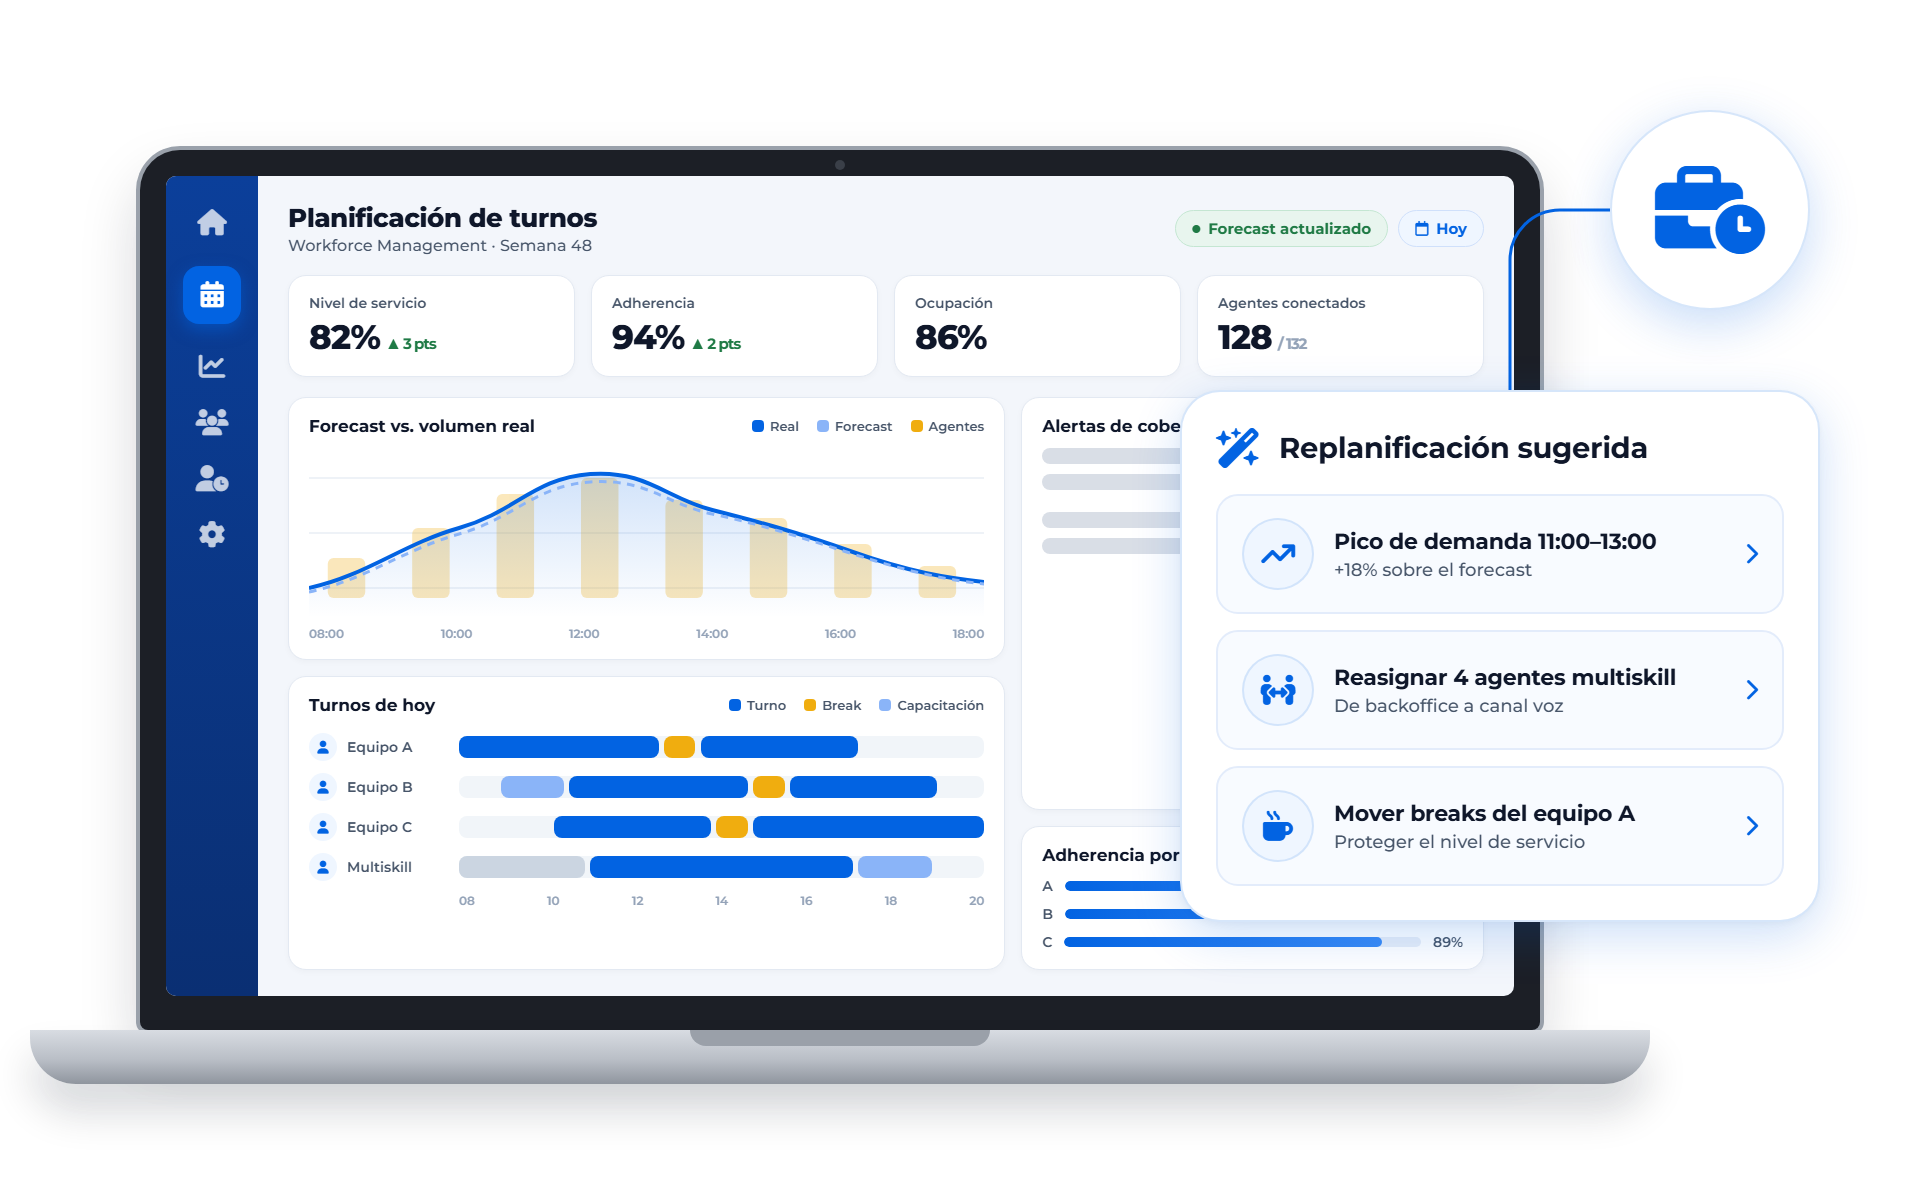 Planificación de turnos
Workforce Management · Semana 48
Forecast actualizado
Hoy
Nivel de servicio
82% ▲ 3 pts
Adherencia
94% ▲ 2 pts
Ocupación
86%
Agentes conectados
128 / 132
Forecast vs. volumen real
Real Forecast Agentes
08:00 10:00 12:00 14:00 16:00 18:00
Turnos de hoy
Turno Break Capacitación
Equipo A
Equipo B
Equipo C
Multiskill
08 10 12 14 16 18 20
Alertas de cobe
Adherencia por
A
B
C 89%
Replanificación sugerida
Pico de demanda 11:00–13:00
+18% sobre el forecast
Reasignar 4 agentes multiskill
De backoffice a canal voz
Mover breaks del equipo A
Proteger el nivel de servicio